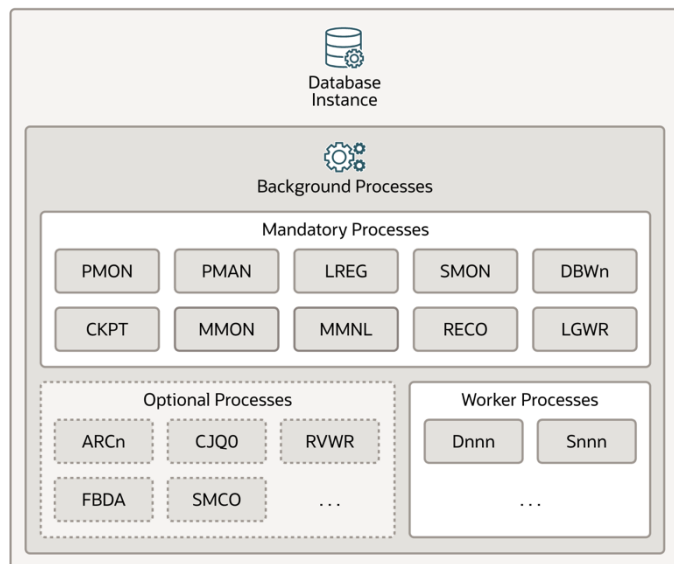 Database
Instance
Background Processes
Mandatory Processes
PMON PMAN LREG SMON DBWn
CKPT MMON MMNL RECO LGWR
Optional Processes
ARCn CJQ0 RVWR
FBDA SMCO ...
Worker Processes
Dnnn Snnn
...